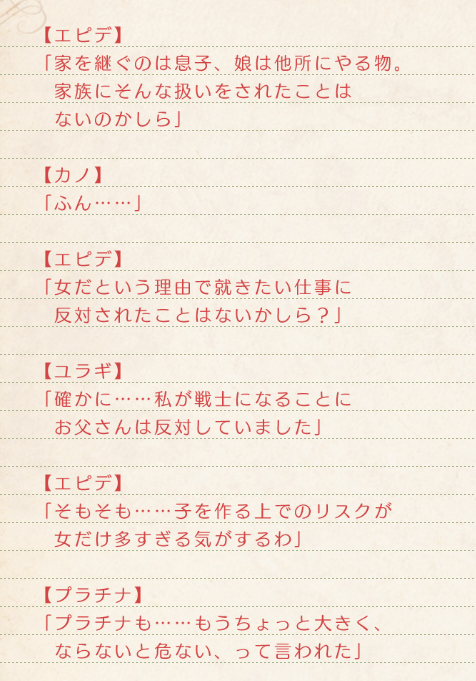 【エピデ】
「家を継ぐのは息子、娘は他所にやる物。
家族にそんな扱いをされたことは
ないのかしら」
【カノ】
「ふん……」
【エピデ】
「女だという理由で就きたい仕事に
反対されたことはないかしら？」
【ユラギ】
「確かに……私が戦士になることに
お父さんは反対していました」
【エピデ】
「そもそも……子を作る上でのリスクが
女だけ多すぎる気がするわ」
【プラチナ】
「プラチナも……もうちょっと大きく、
ならないと危ない、って言われた」